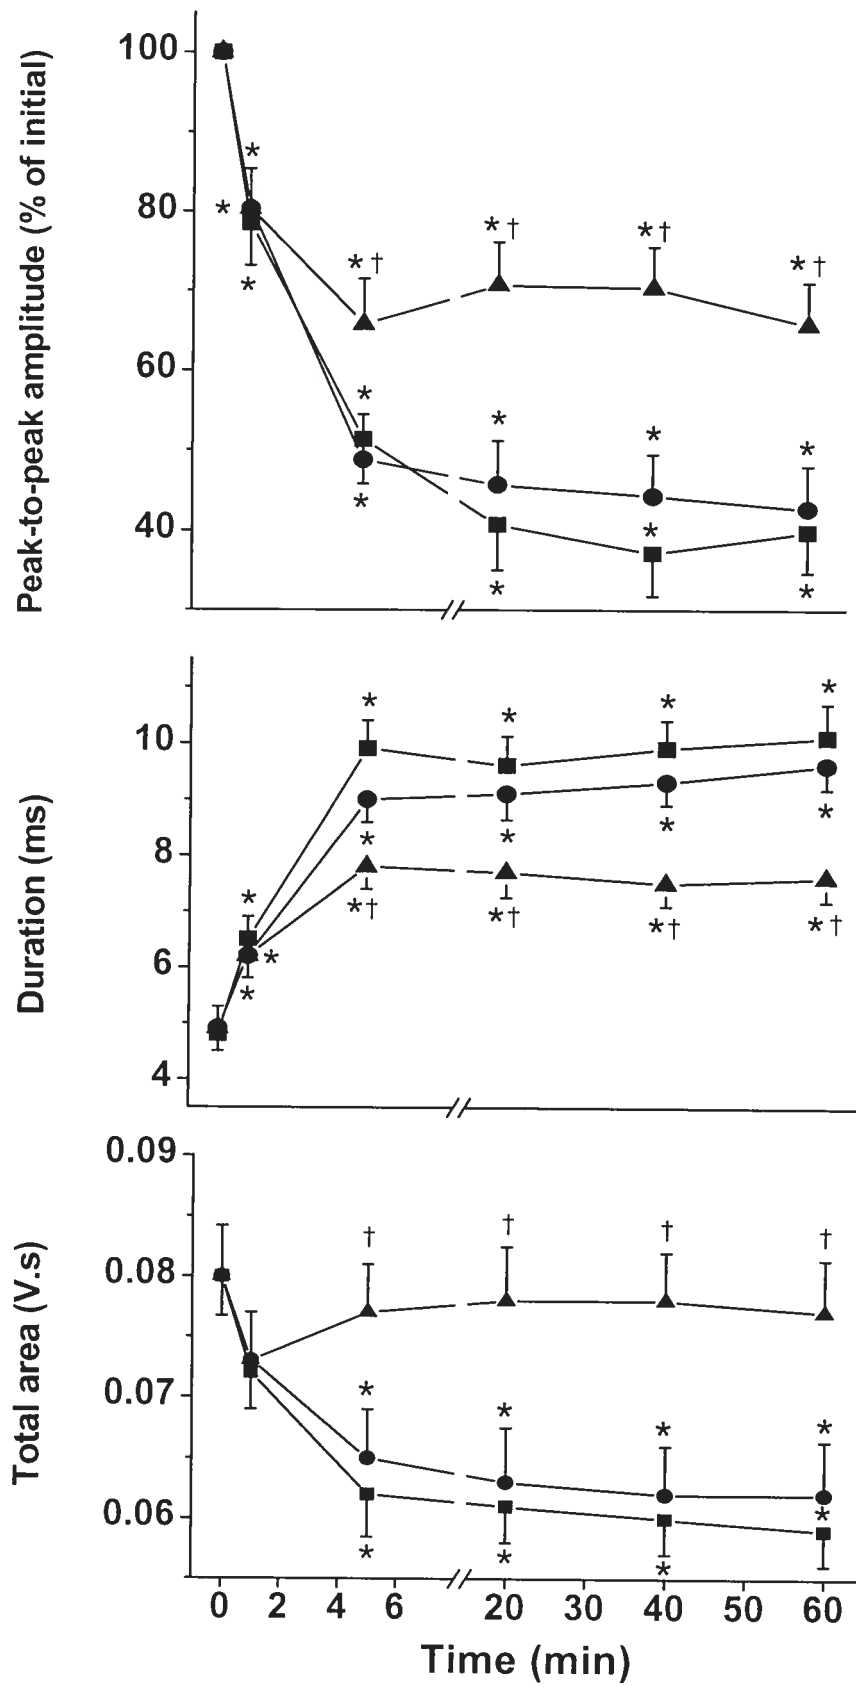 Peak-to-peak amplitude (% of initial)
100
80
60
40
* * * * † * † * † * †
* * * *
* * * * *
Duration (ms)
10
8
6
4
* * * * *
* * * * *
* * † * † * † * †
Total area (V.s)
0.09
0.08
0.07
0.06
† † † †
* * * *
* * * *
0 2 4 6 20 30 40 50 60
Time (min)